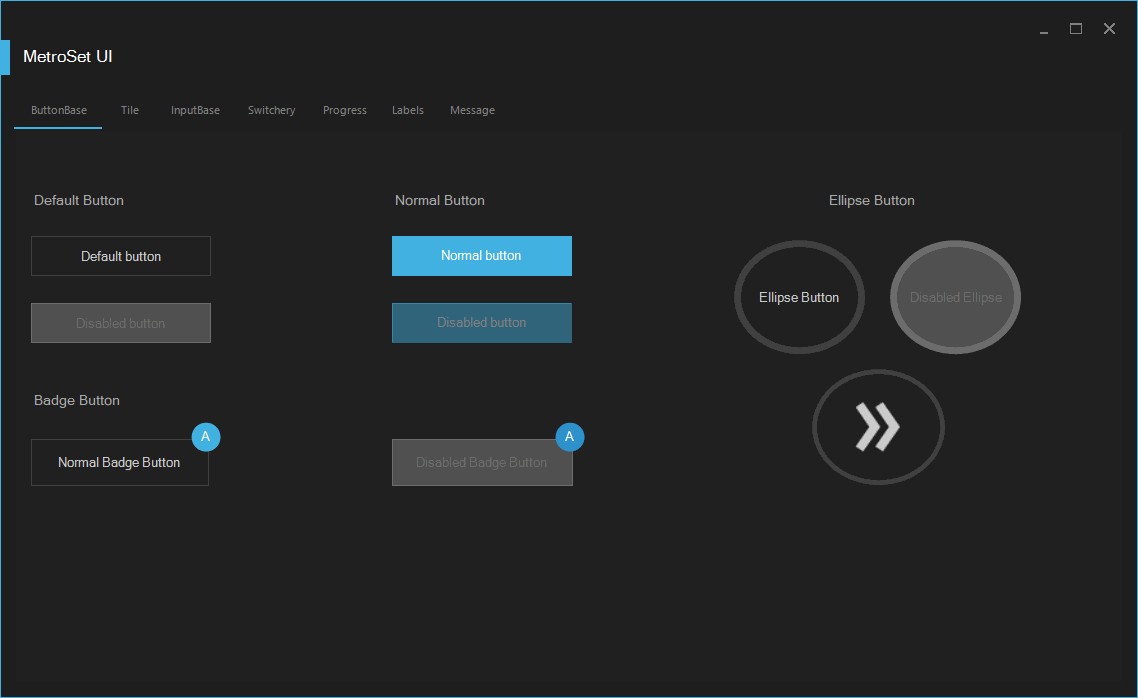 MetroSet UI
ButtonBase Tile InputBase Switchery Progress Labels Message
Default Button Normal Button Ellipse Button
Default button Normal button
Ellipse Button Disabled Ellipse
Disabled button Disabled button
Badge Button
A A
Normal Badge Button Disabled Badge Button